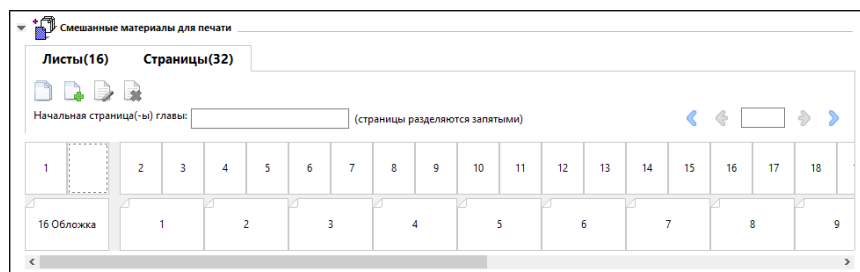 Смешанные материалы для печати
Листы(16) Страницы(32)
Начальная страница(-ы) главы: (страницы разделяются запятыми)
1 2 3 4 5 6 7 8 9 10 11 12 13 14 15 16 17 18
16 Обложка 1 2 3 4 5 6 7 8 9